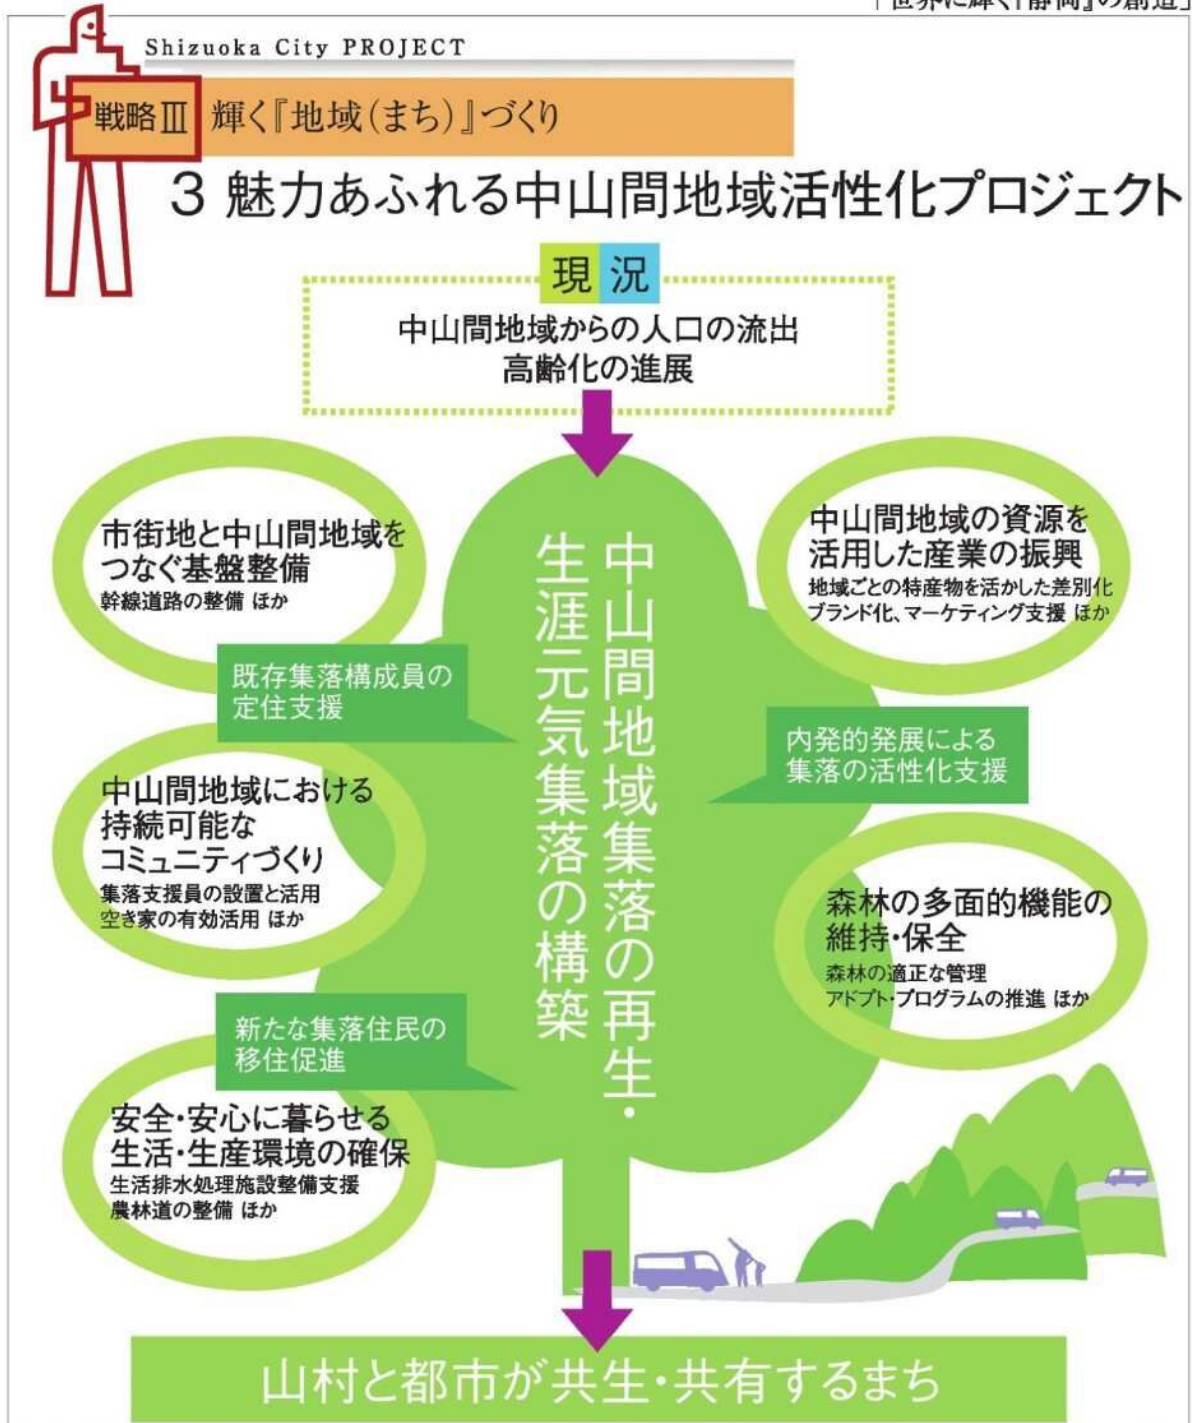 「世界に輝く『静岡』の創造」
Shizuoka City PROJECT
戦略Ⅲ 輝く『地域(まち)』づくり
3 魅力あふれる中山間地域活性化プロジェクト
現況
中山間地域からの人口の流出
高齢化の進展
市街地と中山間地域を
つなぐ基盤整備
幹線道路の整備 ほか
既存集落構成員の
定住支援
中山間地域における
持続可能な
コミュニティづくり
集落支援員の設置と活用
空き家の有効活用 ほか
新たな集落住民の
移住促進
安全・安心に暮らせる
生活・生産環境の確保
生活排水処理施設整備支援
農林道の整備 ほか
中山間地域集落の再生・
生涯元気集落の構築
中山間地域の資源を
活用した産業の振興
地域ごとの特産物を活かした差別化
ブランド化、マーケティング支援 ほか
内発的発展による
集落の活性化支援
森林の多面的機能の
維持・保全
森林の適正な管理
アドプト・プログラムの推進 ほか
山村と都市が共生・共有するまち